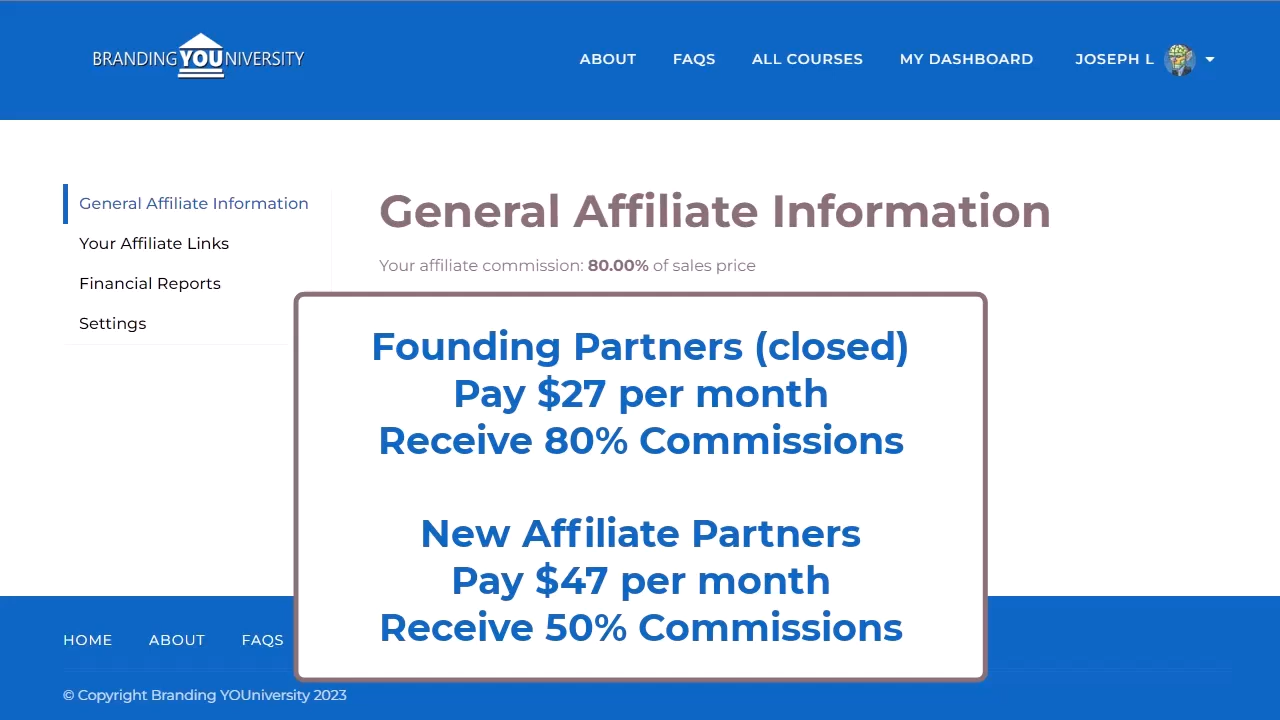 BRANDING YOUNIVERSITY
ABOUT FAQS ALL COURSES MY DASHBOARD JOSEPH L
General Affiliate Information
Your Affiliate Links
Financial Reports
Settings
General Affiliate Information
Your affiliate commission: 80.00% of sales price
Founding Partners (closed)
Pay $27 per month
Receive 80% Commissions
New Affiliate Partners
Pay $47 per month
Receive 50% Commissions
HOME ABOUT FAQS
© Copyright Branding YOUniversity 2023